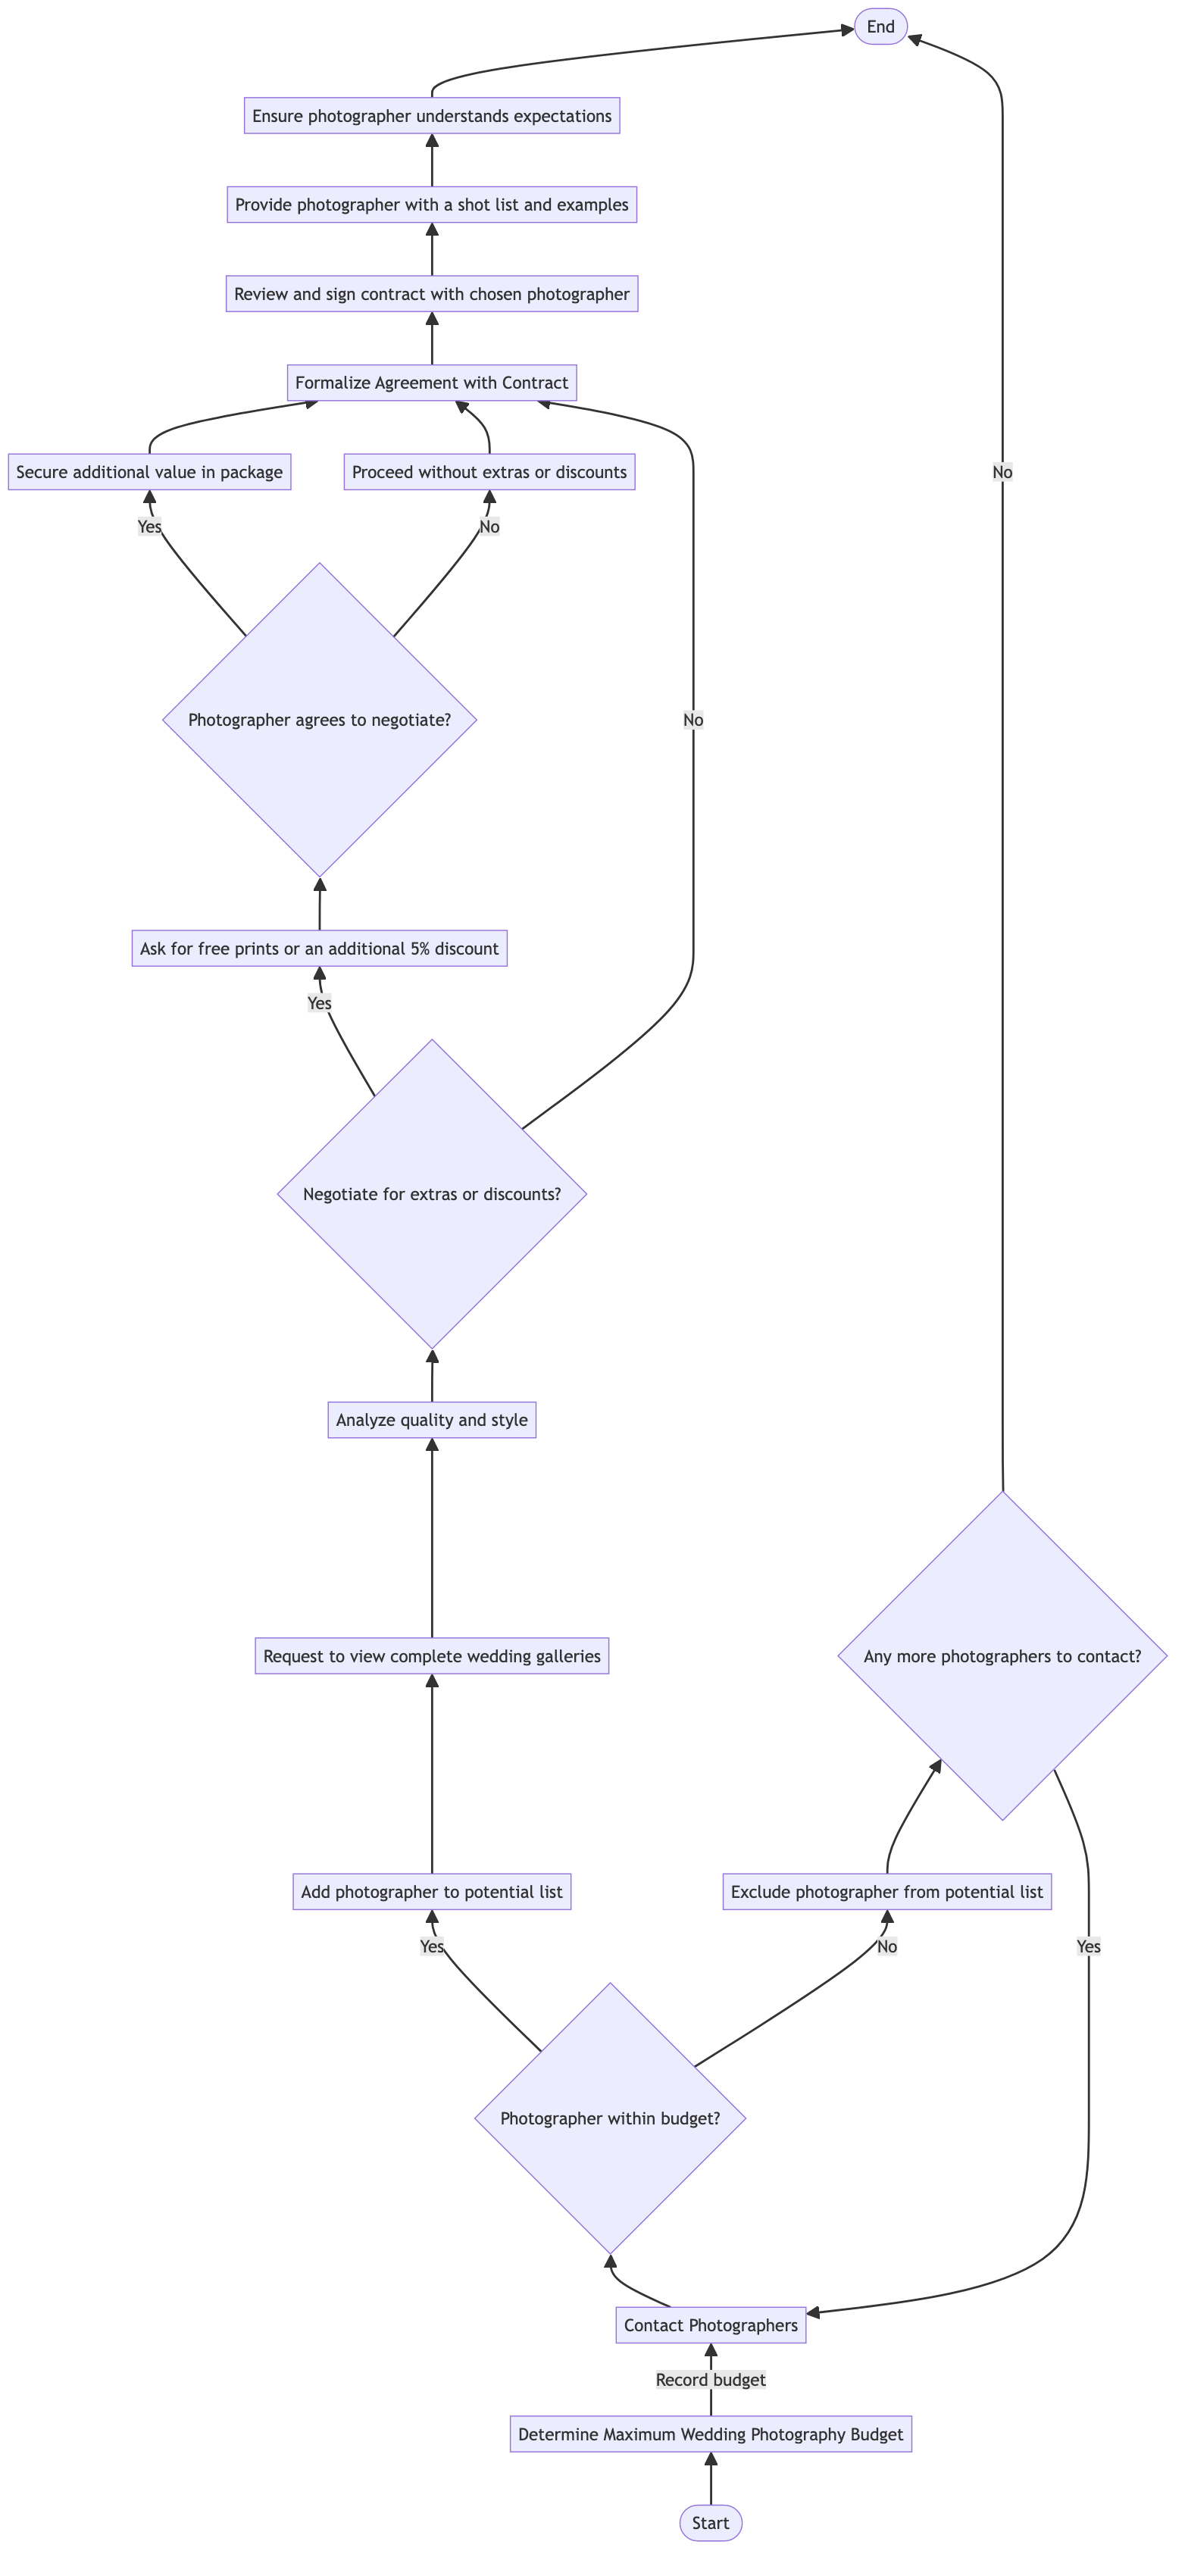 End
Ensure photographer understands expectations
Provide photographer with a shot list and examples
Review and sign contract with chosen photographer
Formalize Agreement with Contract
Secure additional value in package
Proceed without extras or discounts
No
Yes
No
Photographer agrees to negotiate?
No
Ask for free prints or an additional 5% discount
Yes
Negotiate for extras or discounts?
Analyze quality and style
Request to view complete wedding galleries
Any more photographers to contact?
Add photographer to potential list
Exclude photographer from potential list
Yes
No
Yes
Photographer within budget?
Contact Photographers
Record budget
Determine Maximum Wedding Photography Budget
Start